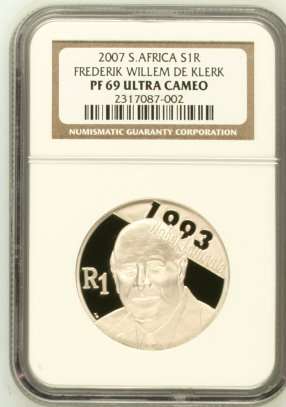 2007 S.AFRICA S1R
FREDERIK WILLEM DE KLERK
PF 69 ULTRA CAMEO
2317087-002
NUMISMATIC GUARANTY CORPORATION
1993
R1